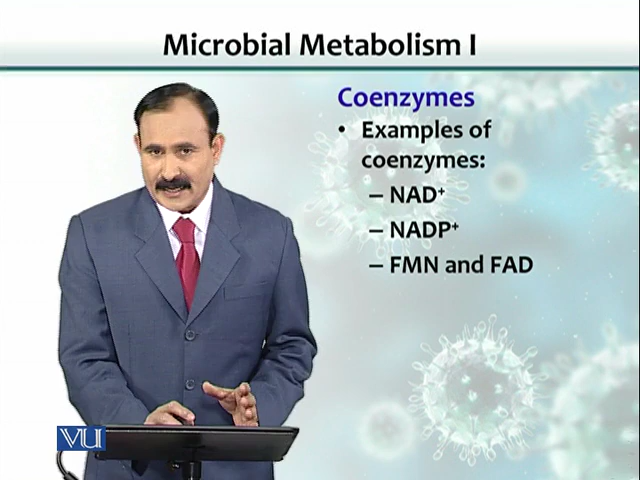 Microbial Metabolism I
Coenzymes
• Examples of
coenzymes:
– NAD⁺
– NADP⁺
– FMN and FAD
VU